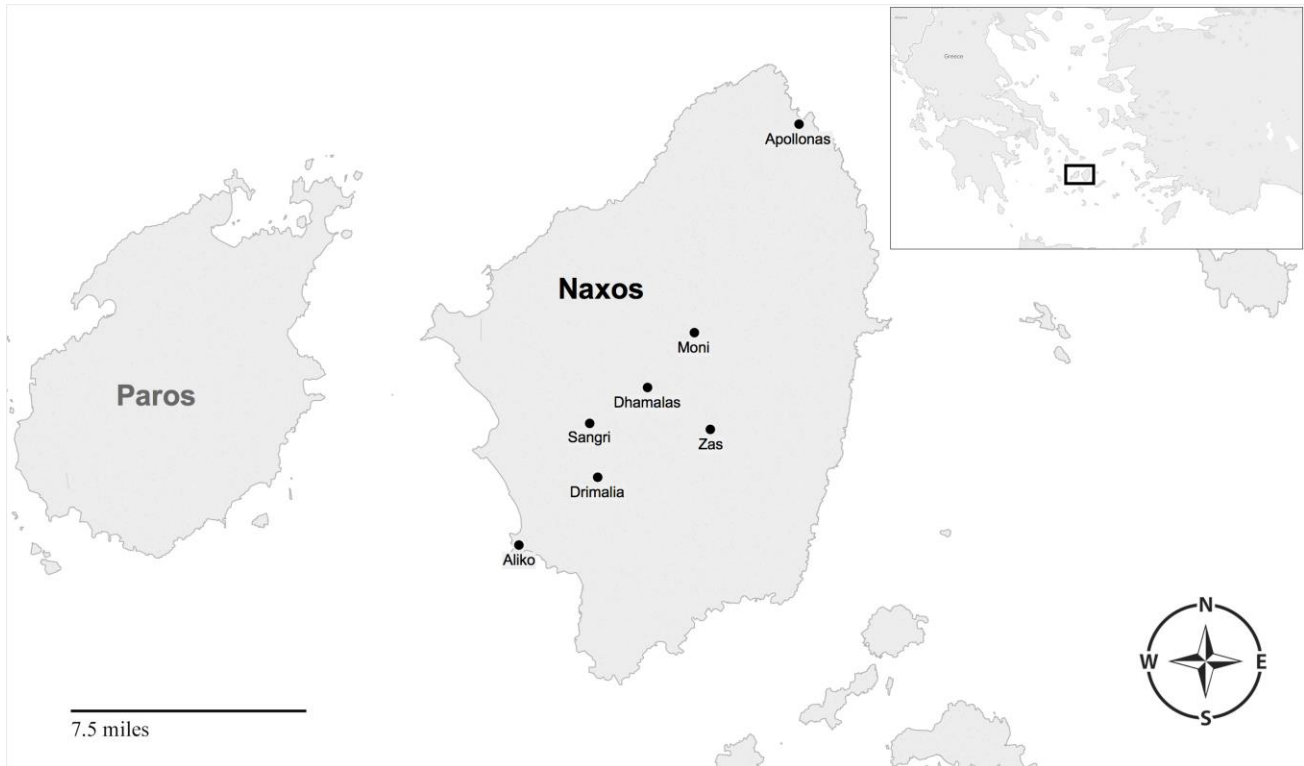 Greece
Apollonas
Naxos
Moni
Paros
Dhamalas
Sangri
Zas
Drimalia
Aliko
N
W
E
S
7.5 miles